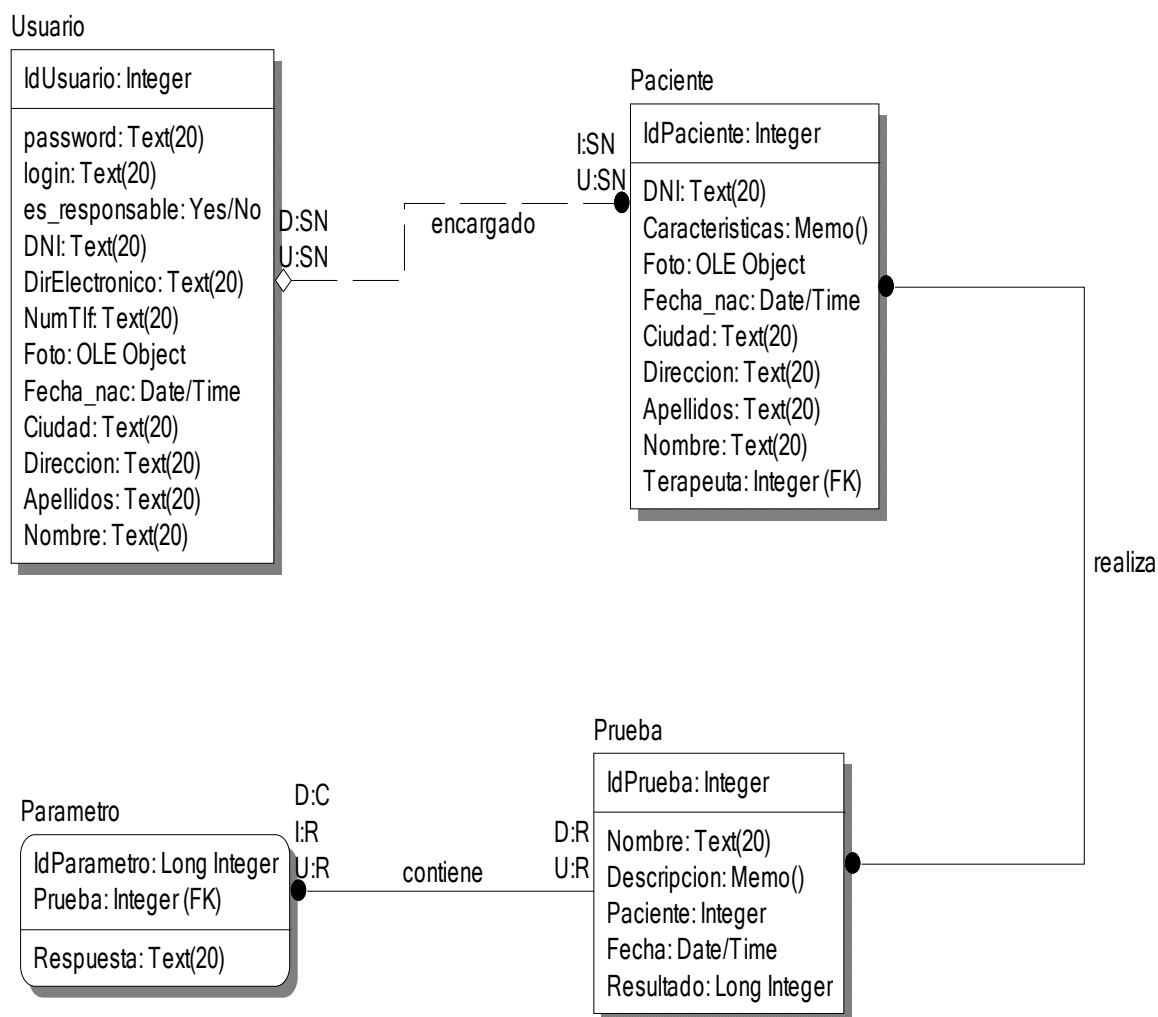 Usuario
IdUsuario: Integer
password: Text(20)
login: Text(20)
es_responsable: Yes/No
DNI: Text(20)
DirElectronico: Text(20)
NumTlf: Text(20)
Foto: OLE Object
Fecha_nac: Date/Time
Ciudad: Text(20)
Direccion: Text(20)
Apellidos: Text(20)
Nombre: Text(20)
D:SN
U:SN
encargado
I:SN
U:SN
Paciente
IdPaciente: Integer
DNI: Text(20)
Caracteristicas: Memo()
Foto: OLE Object
Fecha_nac: Date/Time
Ciudad: Text(20)
Direccion: Text(20)
Apellidos: Text(20)
Nombre: Text(20)
Terapeuta: Integer (FK)
realiza
Parametro
IdParametro: Long Integer
Prueba: Integer (FK)
Respuesta: Text(20)
D:C
I:R
U:R
contiene
D:R
U:R
Prueba
IdPrueba: Integer
Nombre: Text(20)
Descripcion: Memo()
Paciente: Integer
Fecha: Date/Time
Resultado: Long Integer